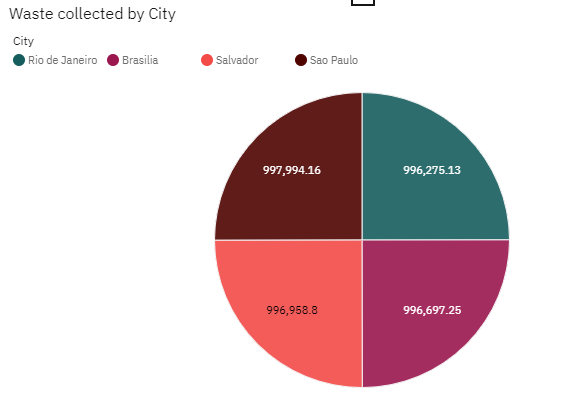 Waste collected by City
City
Rio de Janeiro Brasilia Salvador Sao Paulo
997,994.16 996,275.13
996,958.8 996,697.25